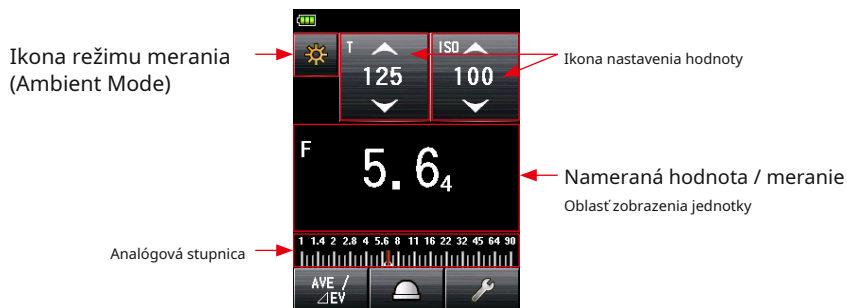 Ikona režimu merania
(Ambient Mode)
T
125
ISO
100
Ikona nastavenia hodnoty
F
5.6 4
Nameraná hodnota / meranie
Oblasť zobrazenia jednotky
Analógová stupnica
1 1.4 2 2.8 4 5.6 8 11 16 22 32 45 64 90
AVE /
⊿EV